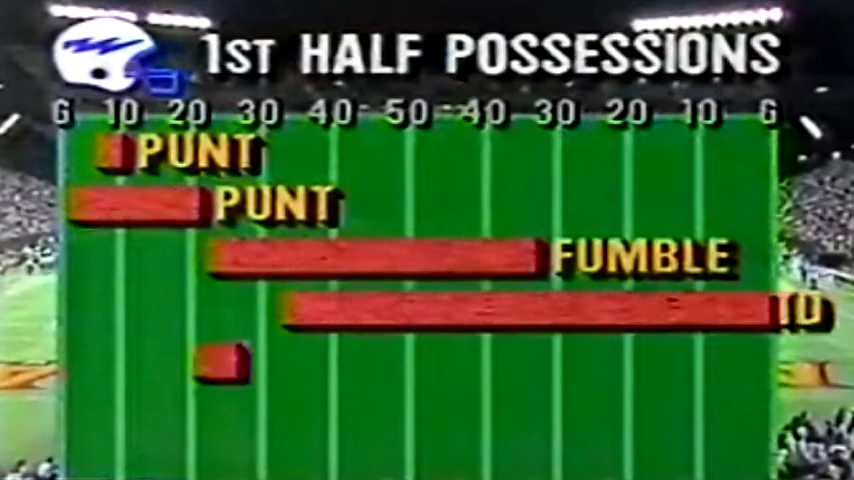 1ST HALF POSSESSIONS
G 10 20 30 40 50 40 30 20 10 G
PUNT
PUNT
FUMBLE
TD